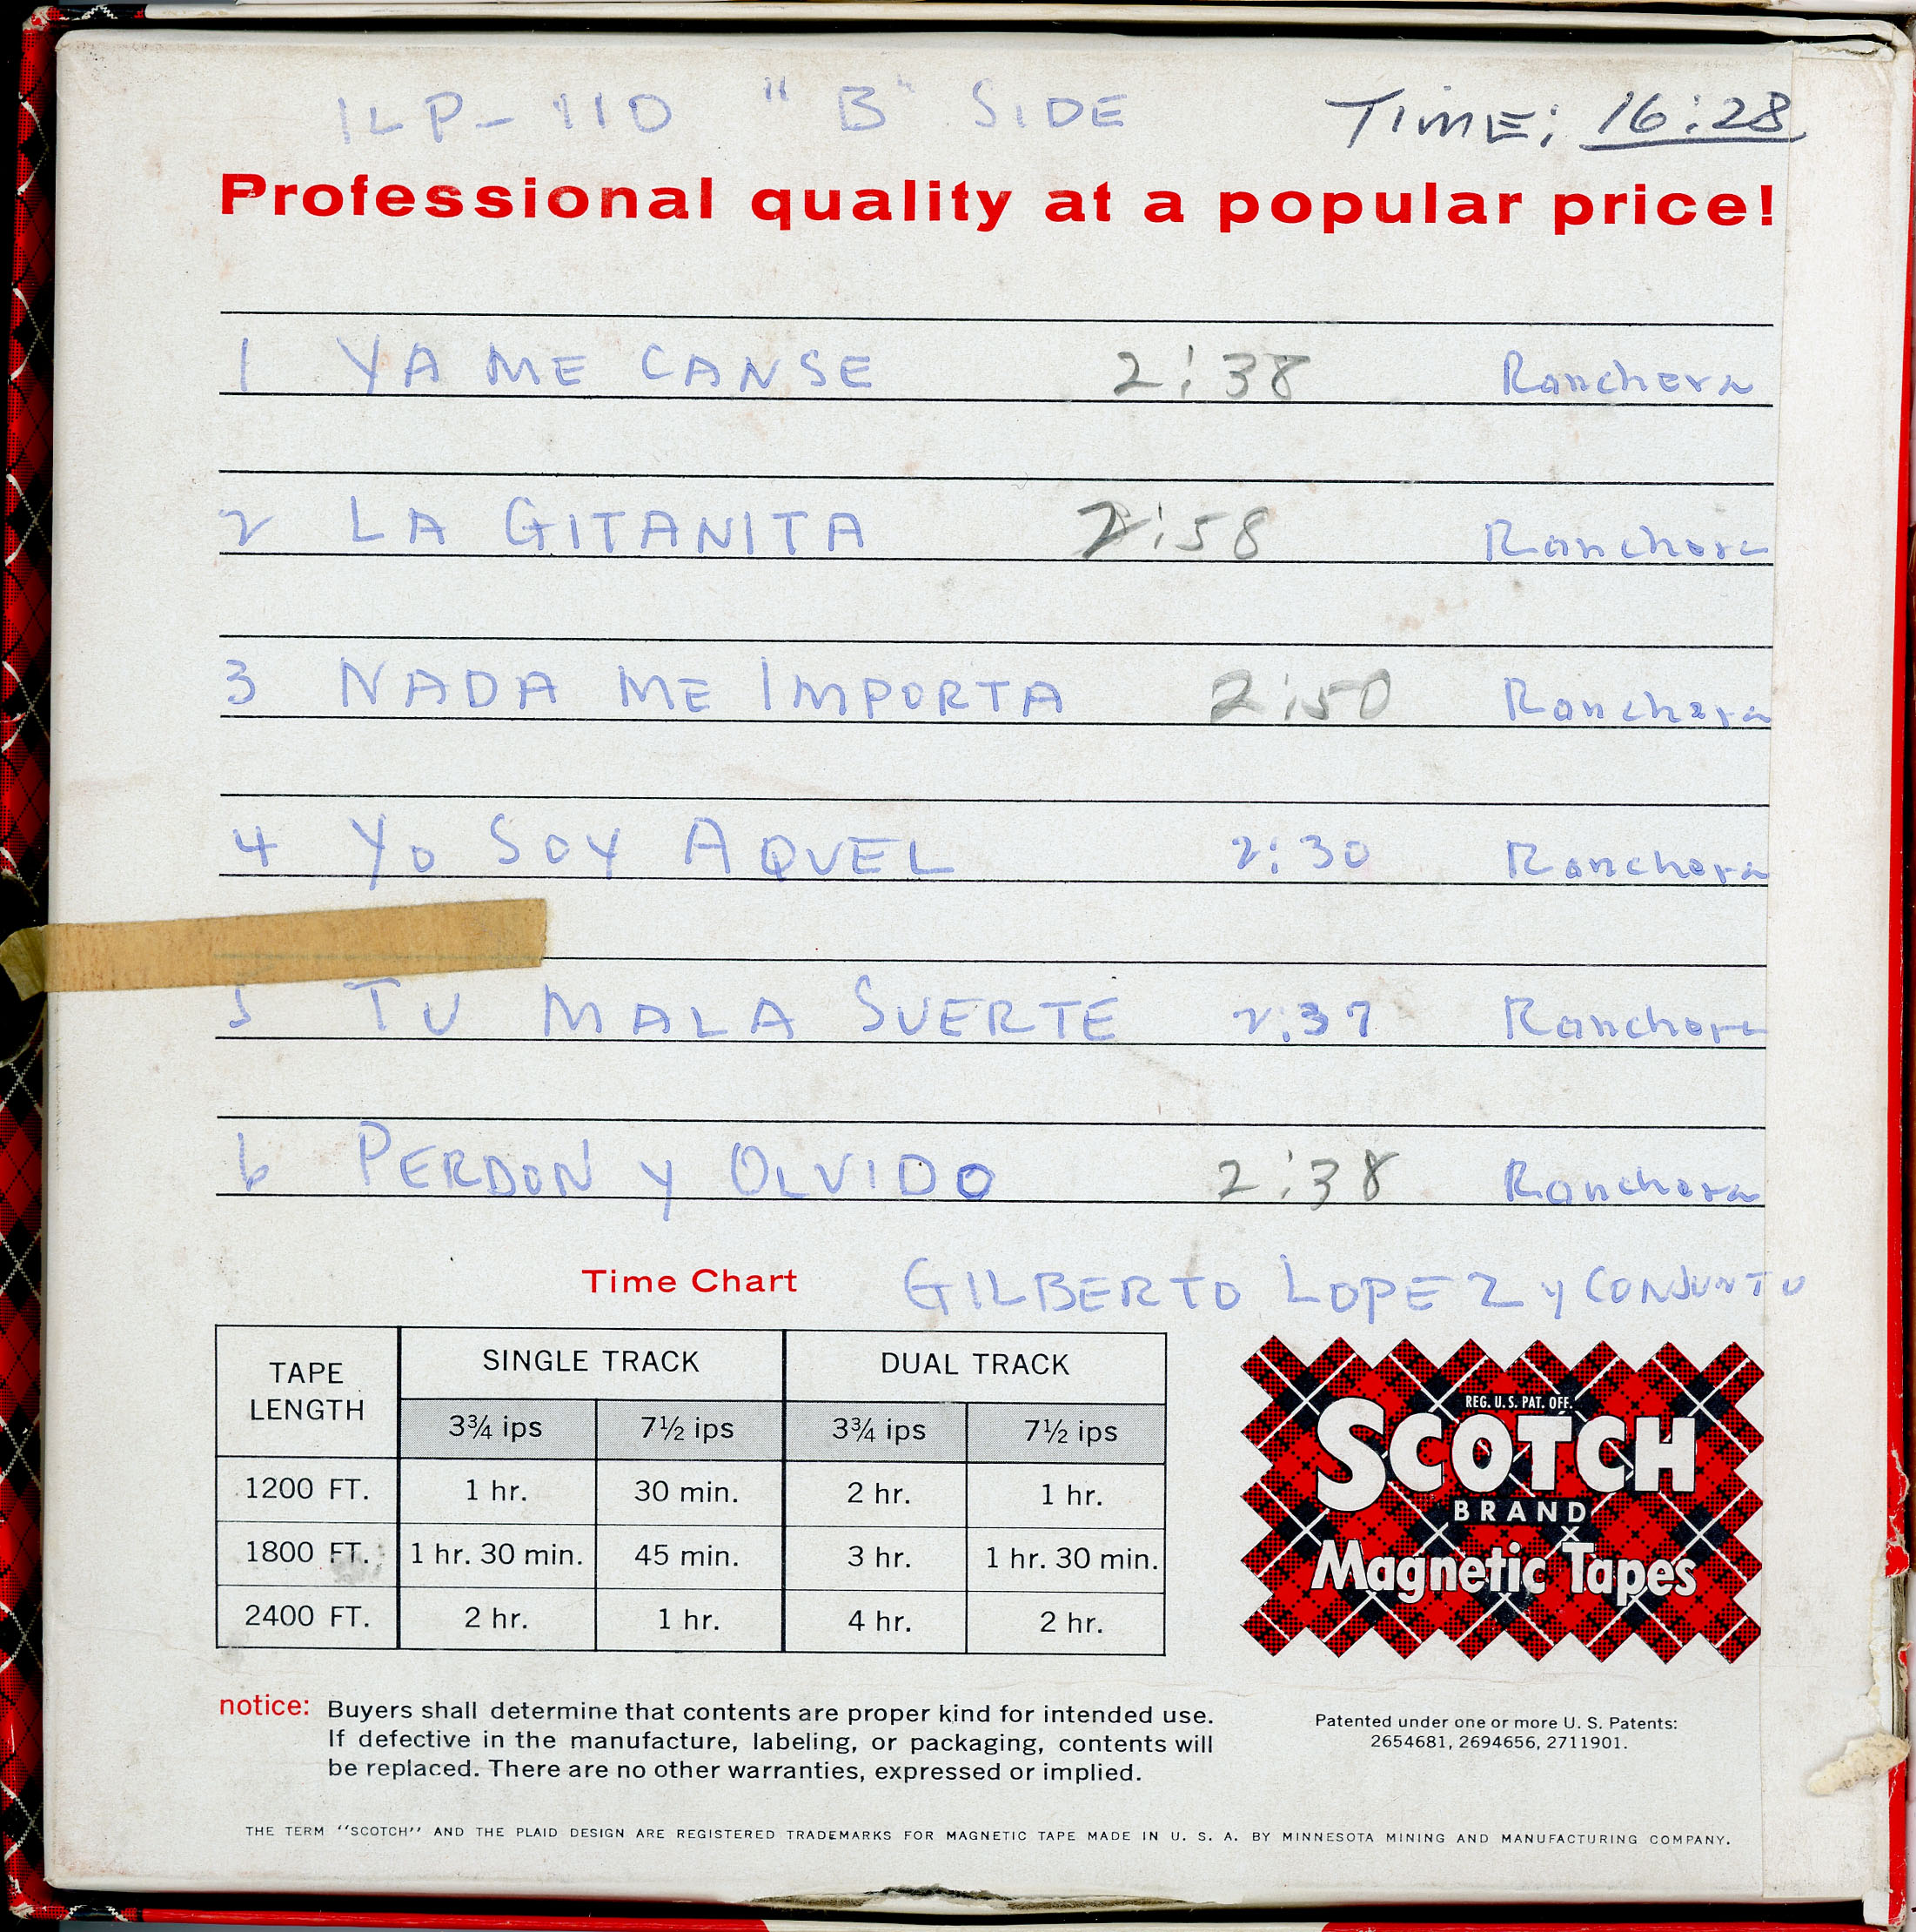 ILP-110 "B" SIDE TIME: 16:28
Professional quality at a popular price!
1 YA ME CANSE 2:38 Ranchera
2 LA GITANITA 2:58 Ranchera
3 NADA ME IMPORTA 2:50 Ranchera
4 YO SOY AQUEL 2:30 Ranchera
5 TU MALA SUERTE 2:37 Ranchera
6 PERDON Y OLVIDO 2:38 Ranchera
Time Chart GILBERTO LOPEZ y CONJUNTO
TAPE LENGTH SINGLE TRACK DUAL TRACK
3¾ ips 7½ ips 3¾ ips 7½ ips
1200 FT. 1 hr. 30 min. 2 hr. 1 hr.
1800 FT. 1 hr. 30 min. 45 min. 3 hr. 1 hr. 30 min.
2400 FT. 2 hr. 1 hr. 4 hr. 2 hr.
REG. U. S. PAT. OFF.
SCOTCH
BRAND
Magnetic Tapes
notice: Buyers shall determine that contents are proper kind for intended use.
If defective in the manufacture, labeling, or packaging, contents will
be replaced. There are no other warranties, expressed or implied.
Patented under one or more U. S. Patents:
2654681, 2694656, 2711901.
THE TERM "SCOTCH" AND THE PLAID DESIGN ARE REGISTERED TRADEMARKS FOR MAGNETIC TAPE MADE IN U. S. A. BY MINNESOTA MINING AND MANUFACTURING COMPANY.